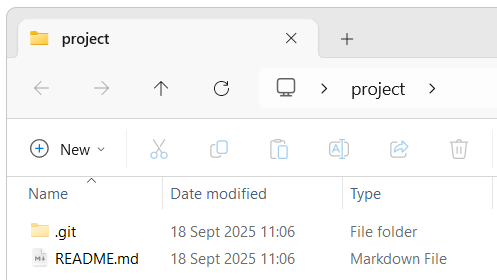 project
project
New
Name Date modified Type
.git 18 Sept 2025 11:06 File folder
README.md 18 Sept 2025 11:06 Markdown File